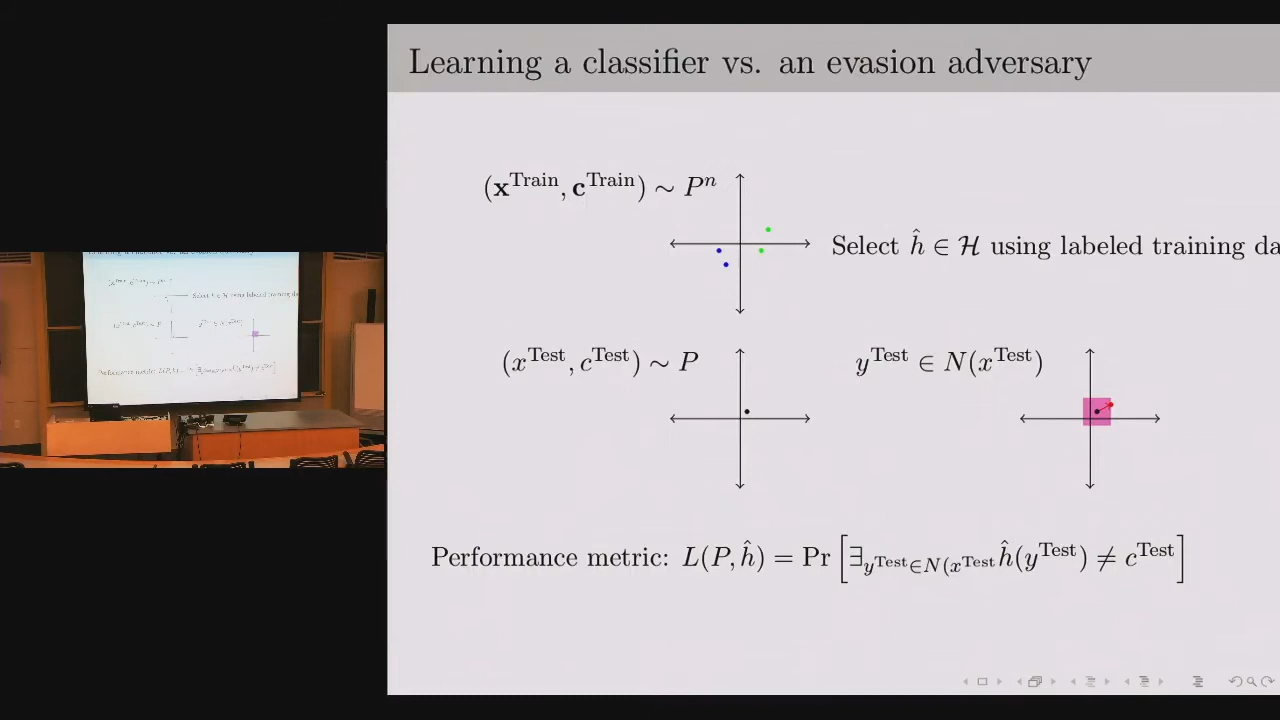 Learning a classifier vs. an evasion adversary
(x^Train, c^Train) ∼ P^n
Select ĥ ∈ ℋ using labeled training da
(x^Test, c^Test) ∼ P
y^Test ∈ N(x^Test)
Performance metric: L(P, ĥ) = Pr[∃_{y^Test ∈ N(x^Test} ĥ(y^Test) ≠ c^Test]